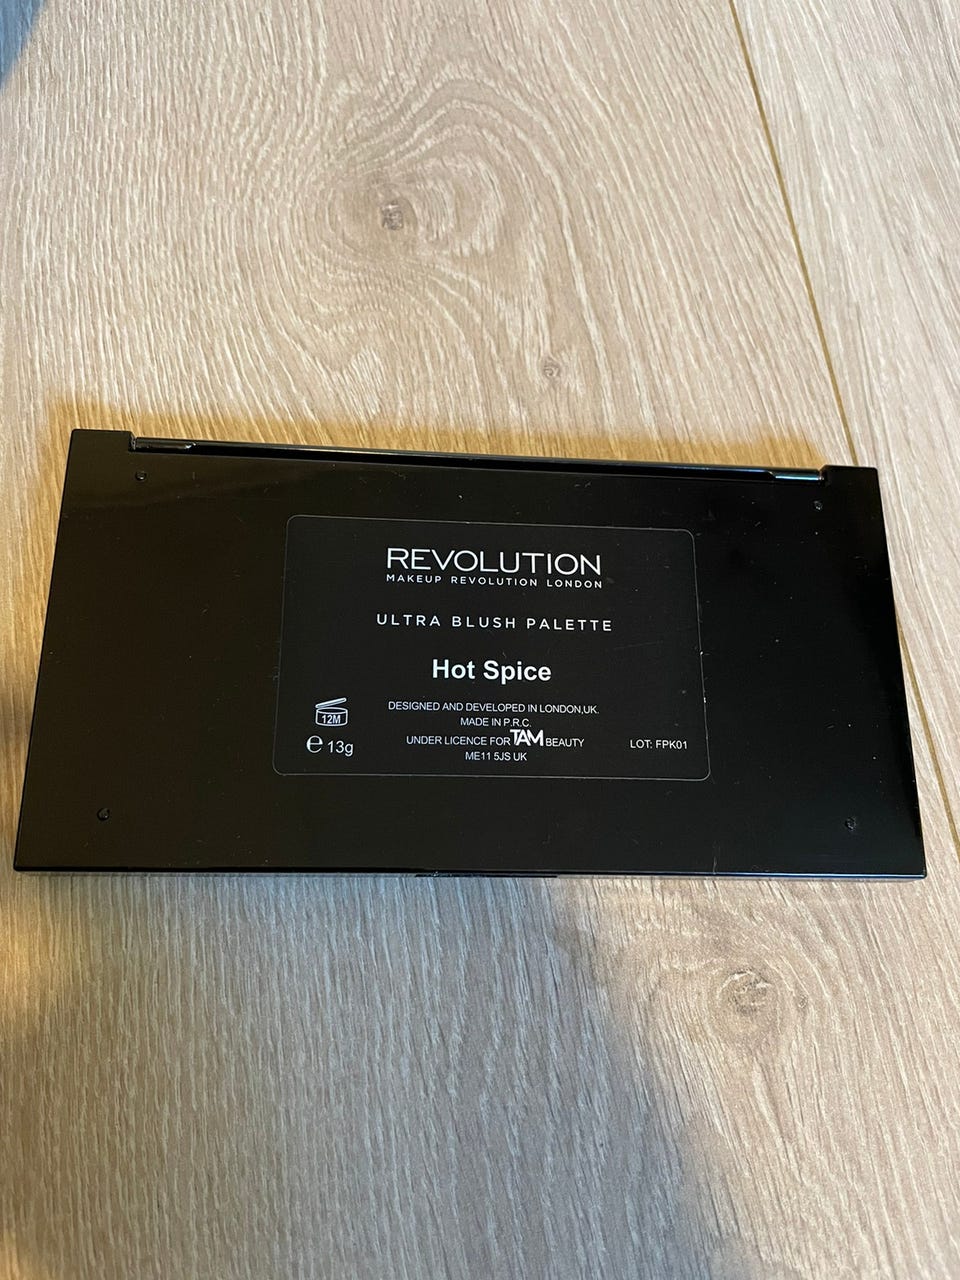 REVOLUTION
MAKEUP REVOLUTION LONDON
ULTRA BLUSH PALETTE
Hot Spice
DESIGNED AND DEVELOPED IN LONDON,UK.
MADE IN P.R.C.
UNDER LICENCE FOR TAM BEAUTY
ME11 5JS UK
12M
℮ 13g
LOT: FPK01